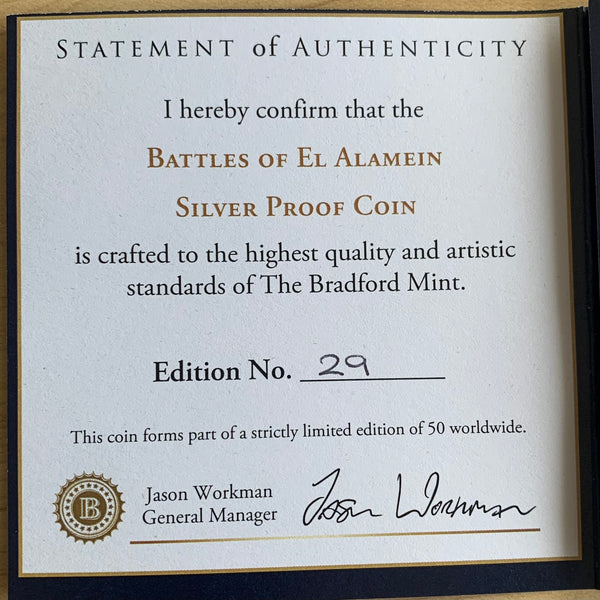 STATEMENT of AUTHENTICITY
I hereby confirm that the
BATTLES OF EL ALAMEIN
SILVER PROOF COIN
is crafted to the highest quality and artistic
standards of The Bradford Mint.
Edition No. 29
This coin forms part of a strictly limited edition of 50 worldwide.
B
Jason Workman
General Manager
Jason Workman